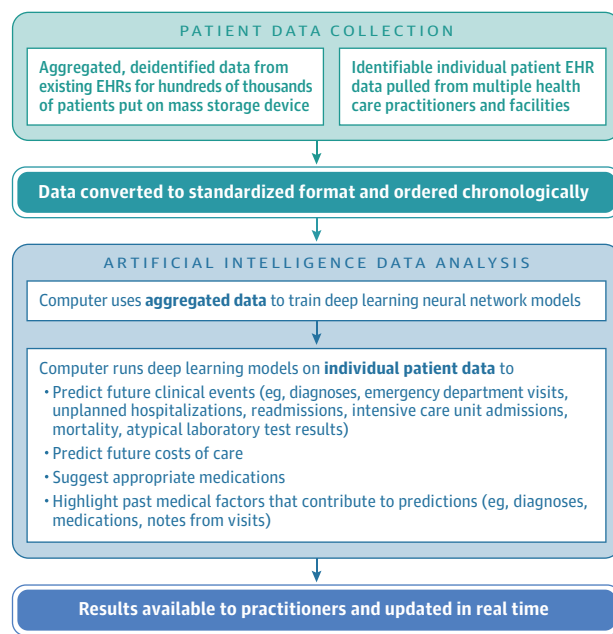 PATIENT DATA COLLECTION
Aggregated, deidentified data from
existing EHRs for hundreds of thousands
of patients put on mass storage device
Identifiable individual patient EHR
data pulled from multiple health
care practitioners and facilities
Data converted to standardized format and ordered chronologically
ARTIFICIAL INTELLIGENCE DATA ANALYSIS
Computer uses aggregated data to train deep learning neural network models
Computer runs deep learning models on individual patient data to
• Predict future clinical events (eg, diagnoses, emergency department visits,
unplanned hospitalizations, readmissions, intensive care unit admissions,
mortality, atypical laboratory test results)
• Predict future costs of care
• Suggest appropriate medications
• Highlight past medical factors that contribute to predictions (eg, diagnoses,
medications, notes from visits)
Results available to practitioners and updated in real time